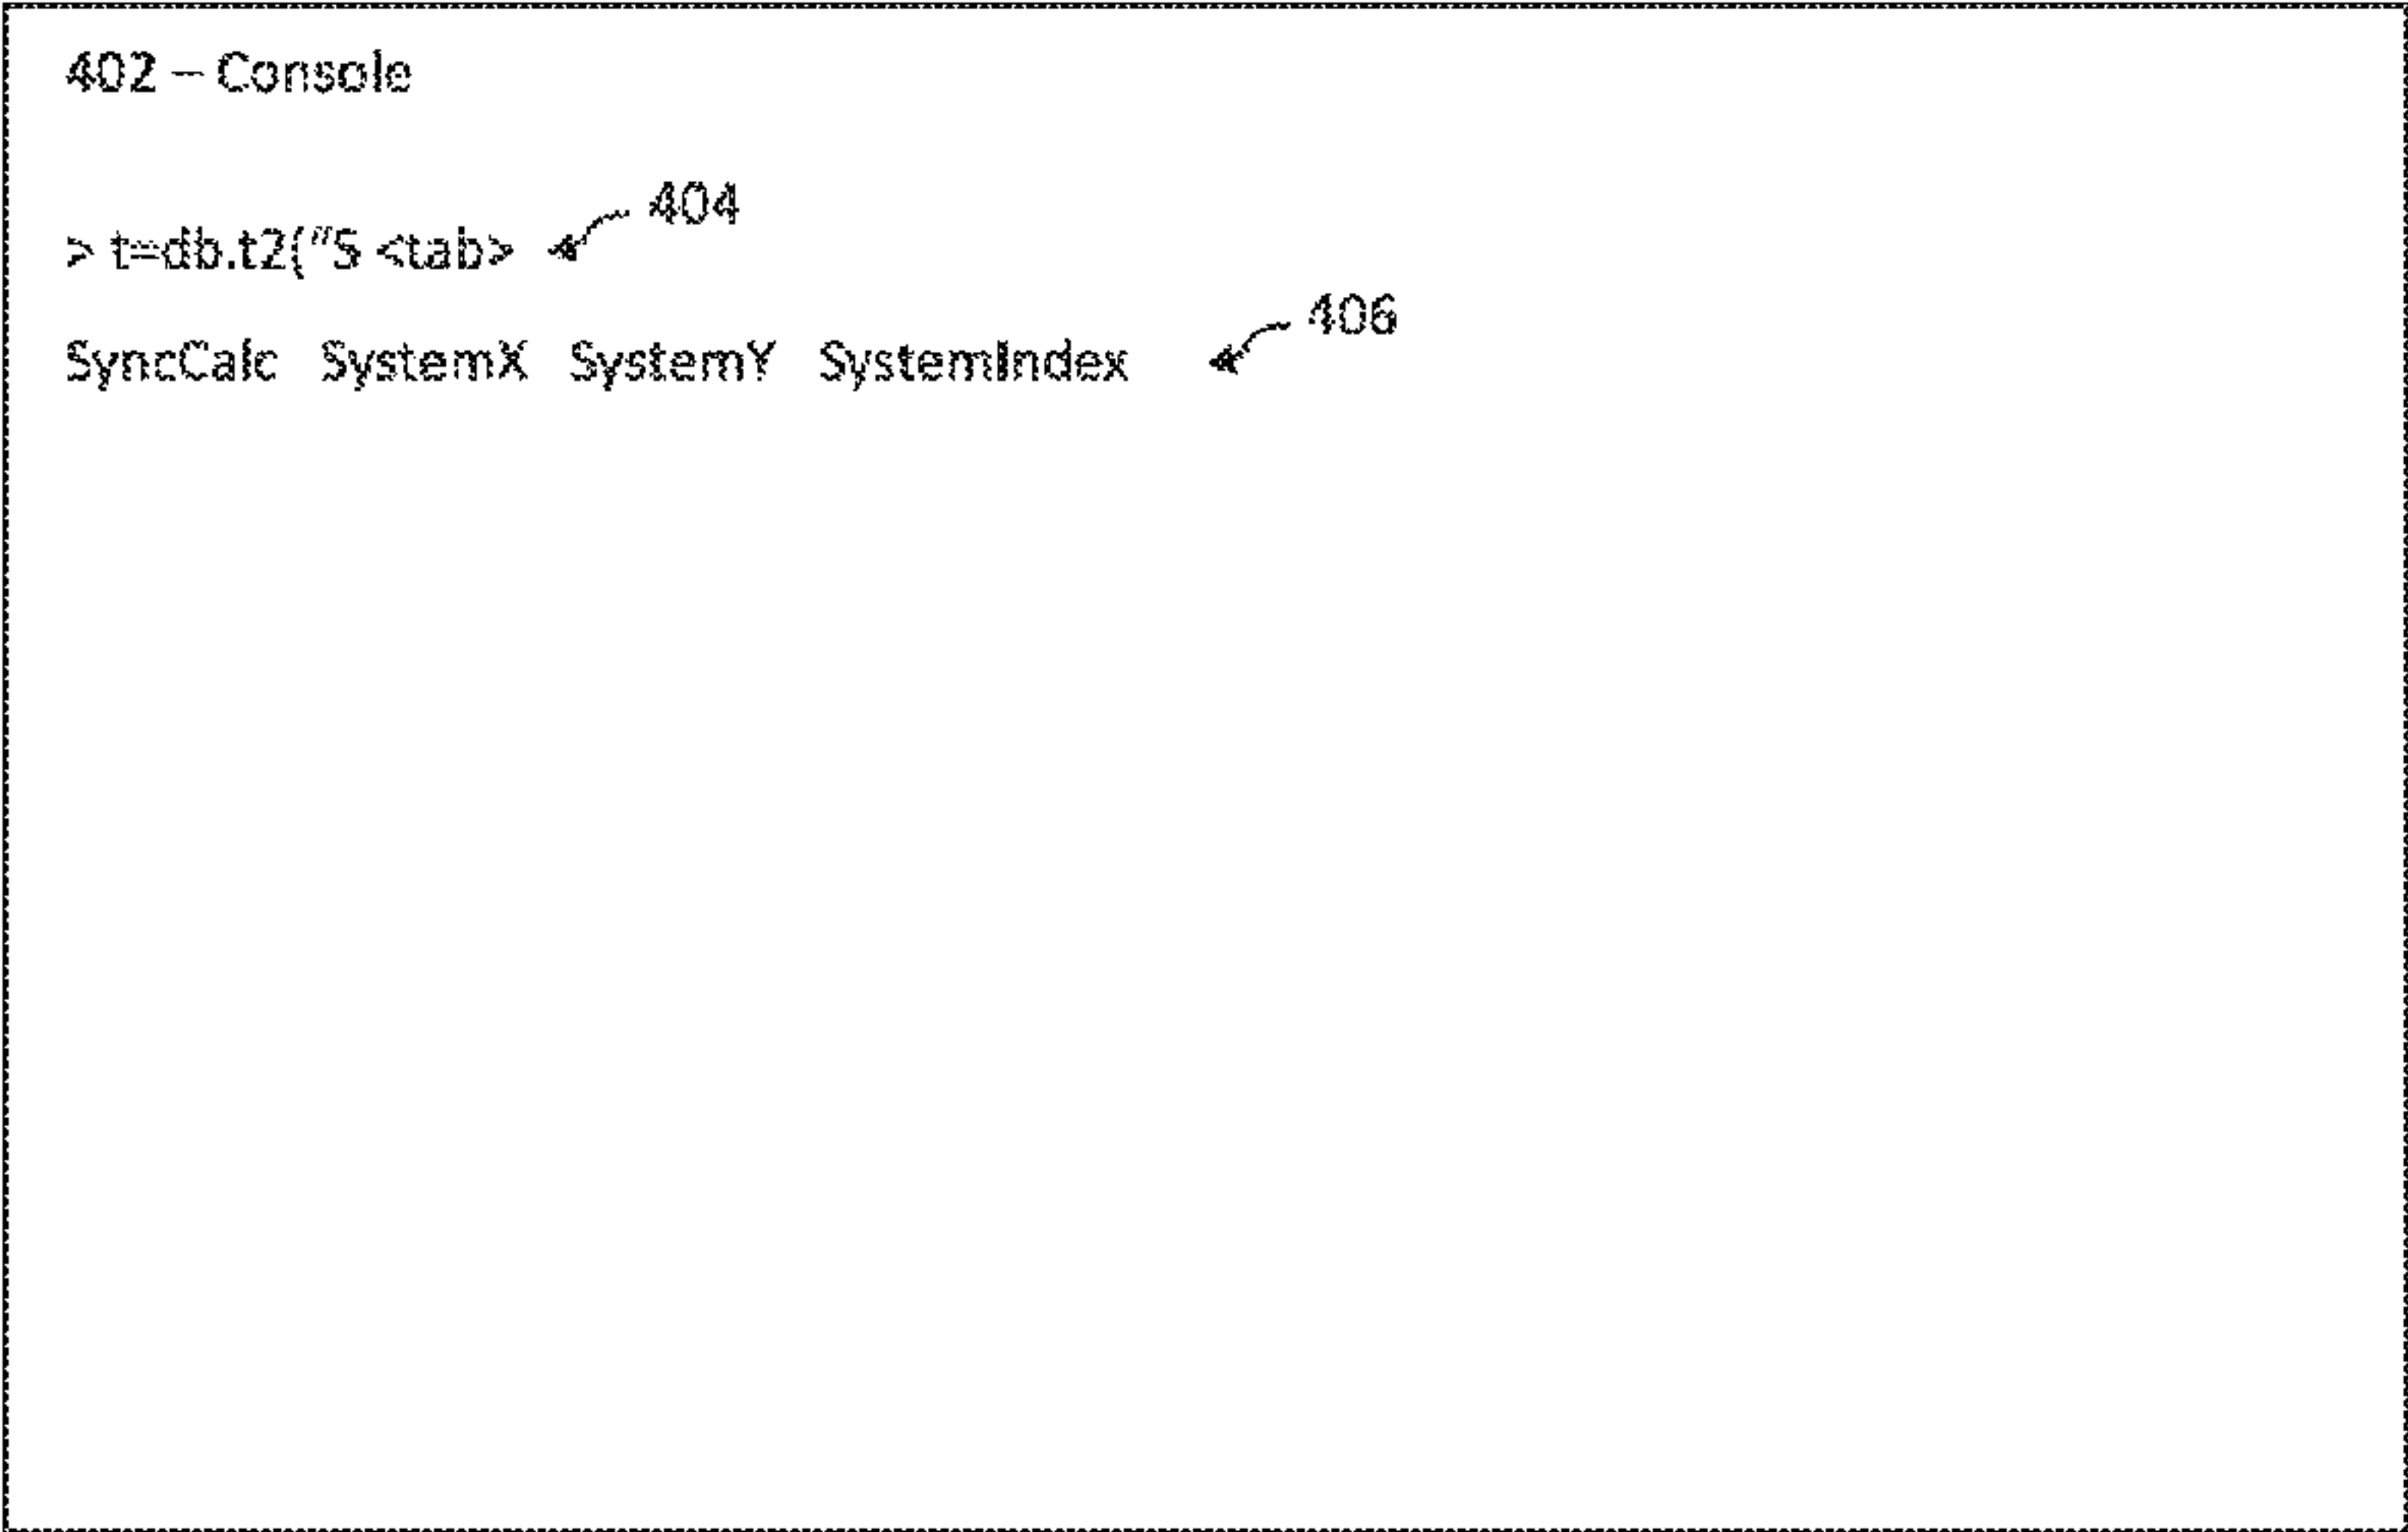 402 – Console
404
> t=db.t2("S <tab>
406
SyncCalc SystemX SystemY SystemIndex